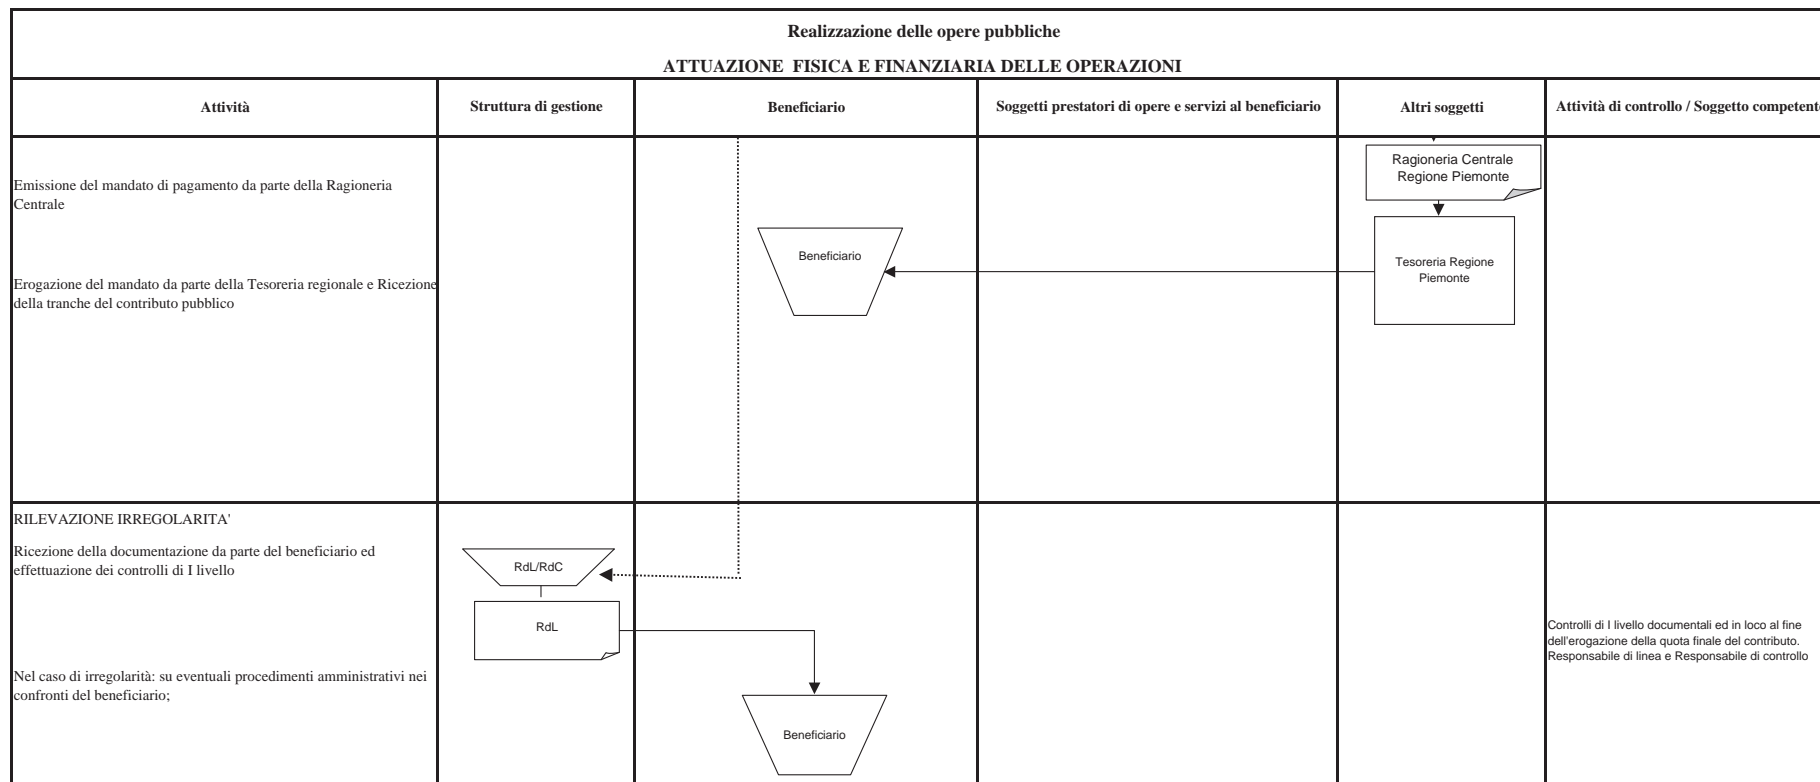 Realizzazione delle opere pubbliche
ATTUAZIONE FISICA E FINANZIARIA DELLE OPERAZIONI
Attività
Struttura di gestione
Beneficiario
Soggetti prestatori di opere e servizi al beneficiario
Altri soggetti
Attività di controllo / Soggetto competente
Emissione del mandato di pagamento da parte della Ragioneria
Centrale
Ragioneria Centrale
Regione Piemonte
Erogazione del mandato da parte della Tesoreria regionale e Ricezione
della tranche del contributo pubblico
Beneficiario
Tesoreria Regione
Piemonte
RILEVAZIONE IRREGOLARITA'
Ricezione della documentazione da parte del beneficiario ed
effettuazione dei controlli di I livello
RdL/RdC
RdL
Controlli di I livello documentali ed in loco al fine
dell'erogazione della quota finale del contributo.
Responsabile di linea e Responsabile di controllo
Nel caso di irregolarità: su eventuali procedimenti amministrativi nei
confronti del beneficiario;
Beneficiario